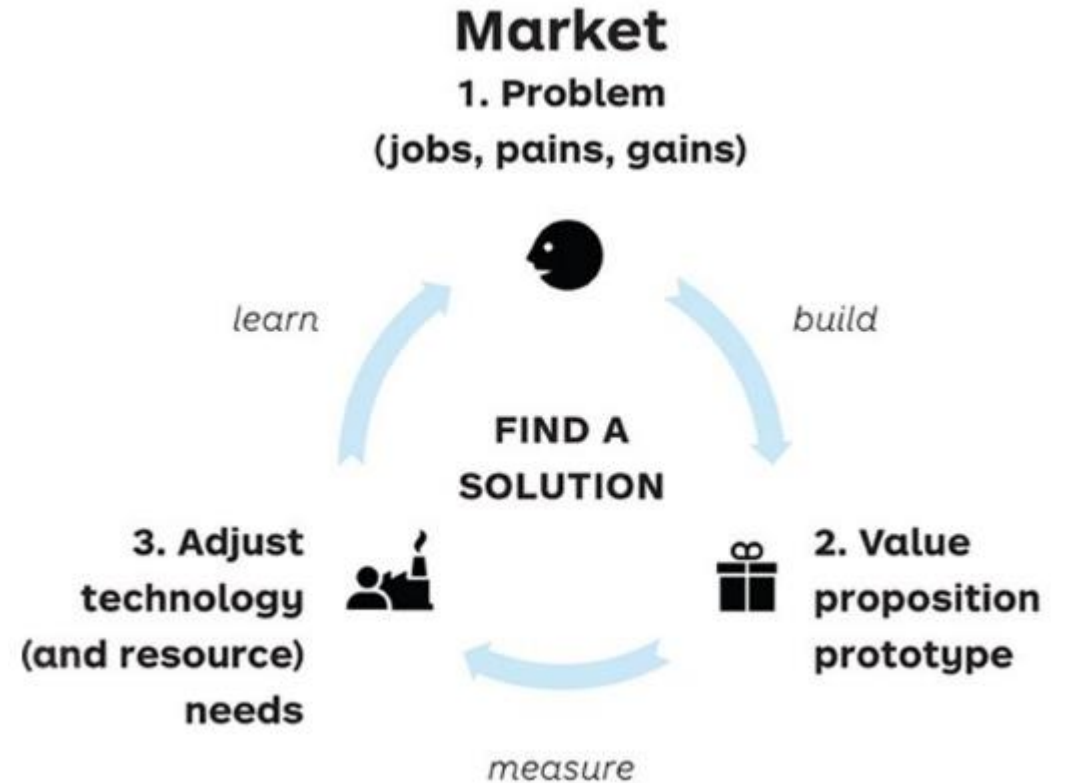 Market
1. Problem
(jobs, pains, gains)
learn
build
FIND A
SOLUTION
3. Adjust
technology
(and resource)
needs
2. Value
proposition
prototype
measure